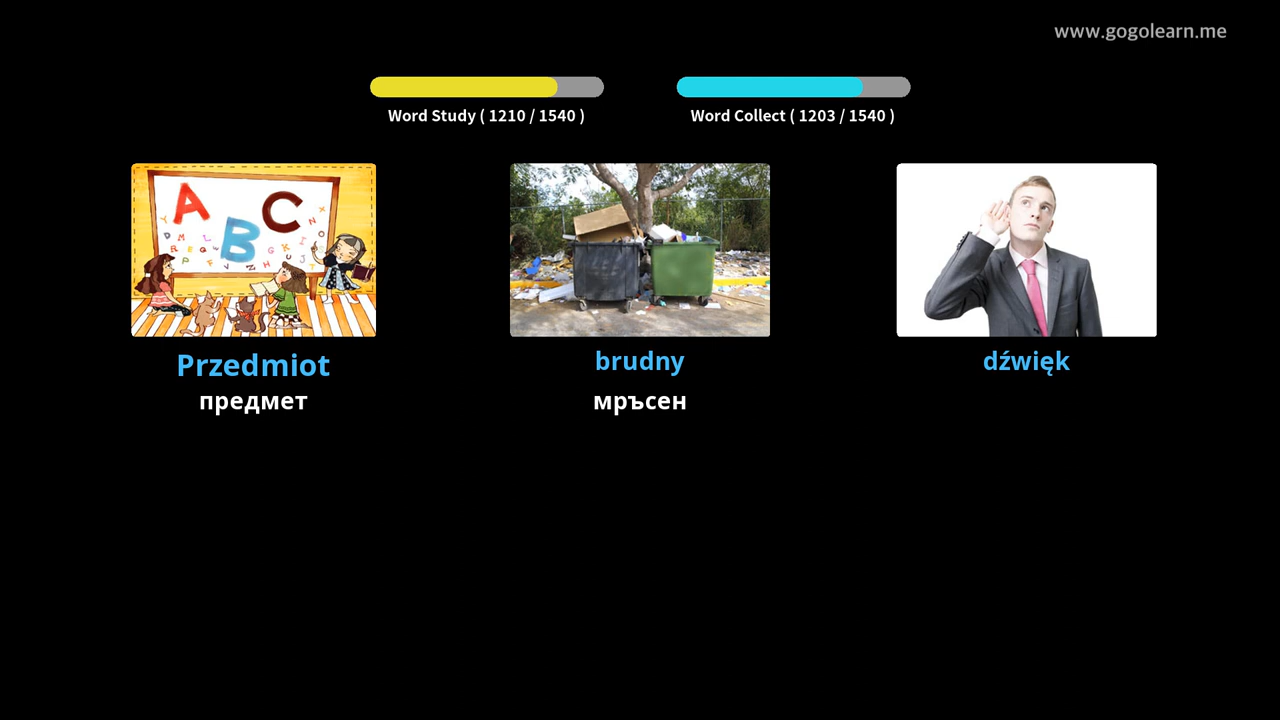 www.gogolearn.me
Word Study ( 1210 / 1540 )
Word Collect ( 1203 / 1540 )
A B C
Przedmiot
предмет
brudny
мръсен
dźwięk